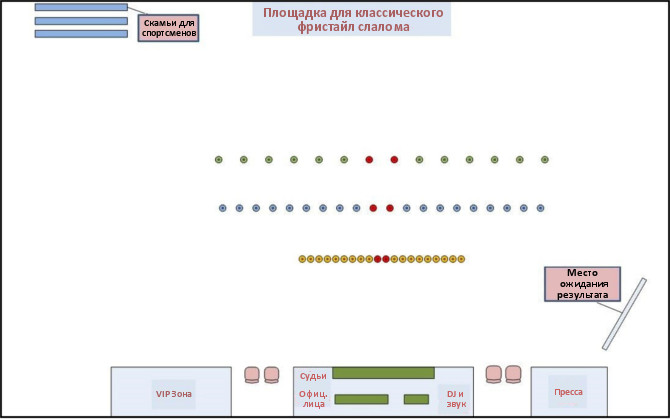 Площадка для классического
фристайл слалома
Скамьи для
спортсменов
Место
ожидания
результата
VIP Зона
Судьи
Офиц.
лица
DJ и
звук
Пресса